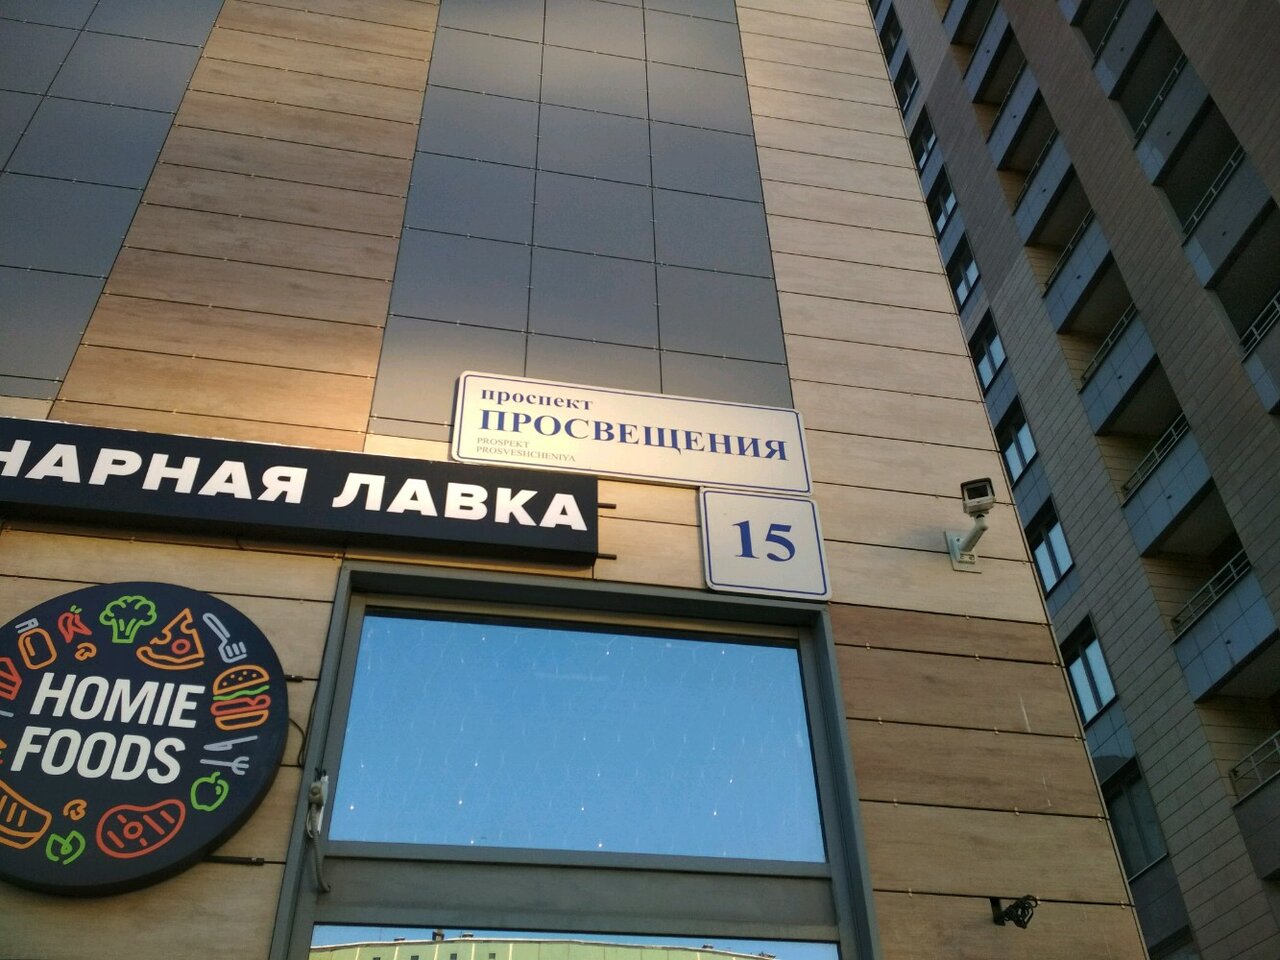 проспект
ПРОСВЕЩЕНИЯ
PROSPEKT
PROSVESHCHENIYA
15
НАРНАЯ ЛАВКА
HOMIE
FOODS